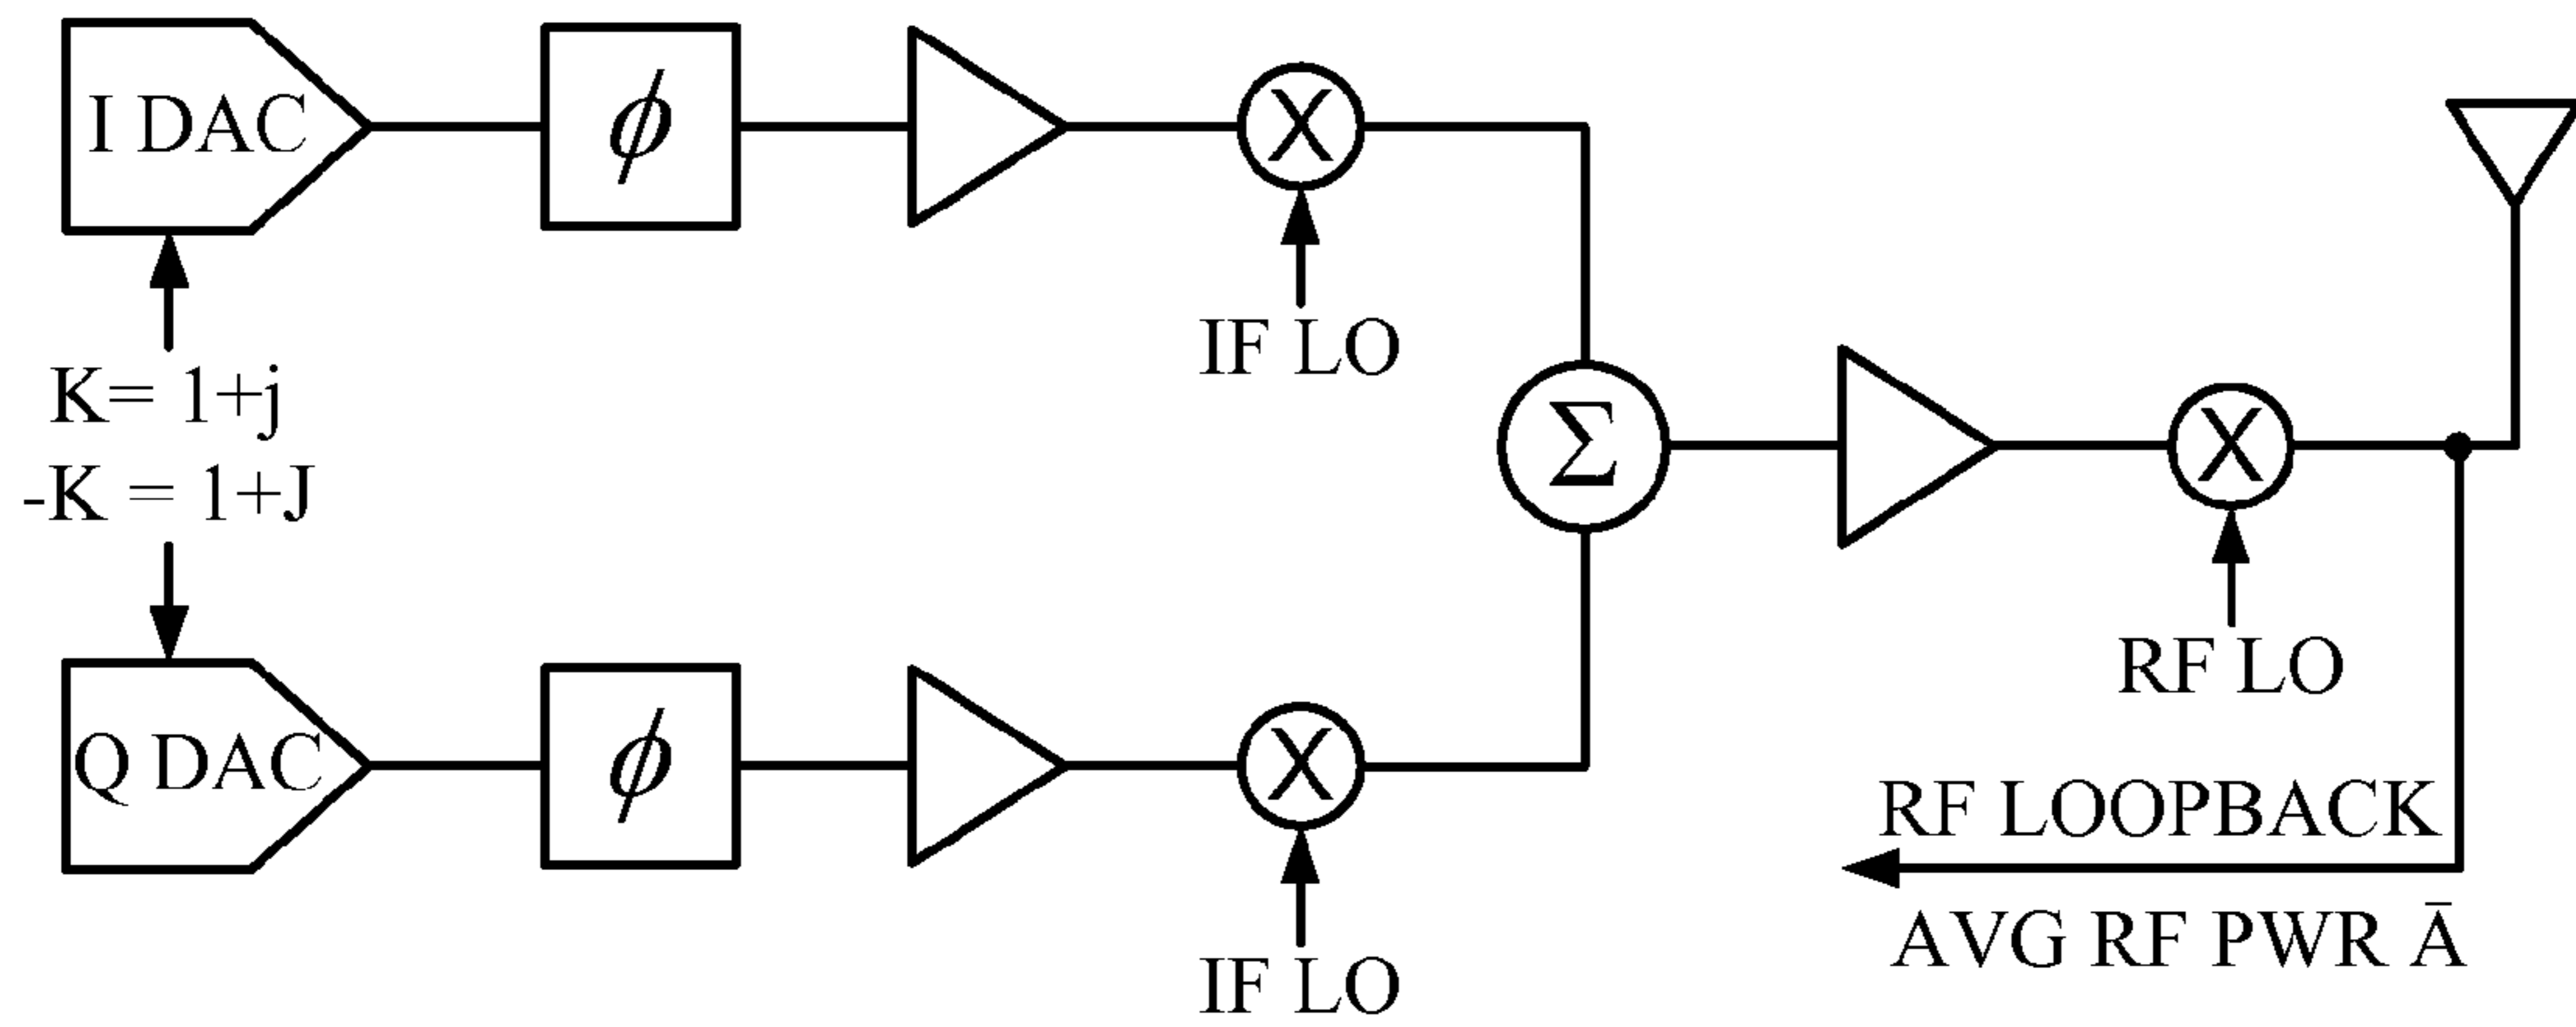 I DAC
ϕ
X
IF LO
K= 1+j
-K = 1+J
Σ
X
RF LO
Q DAC
ϕ
X
IF LO
RF LOOPBACK
AVG RF PWR Ā